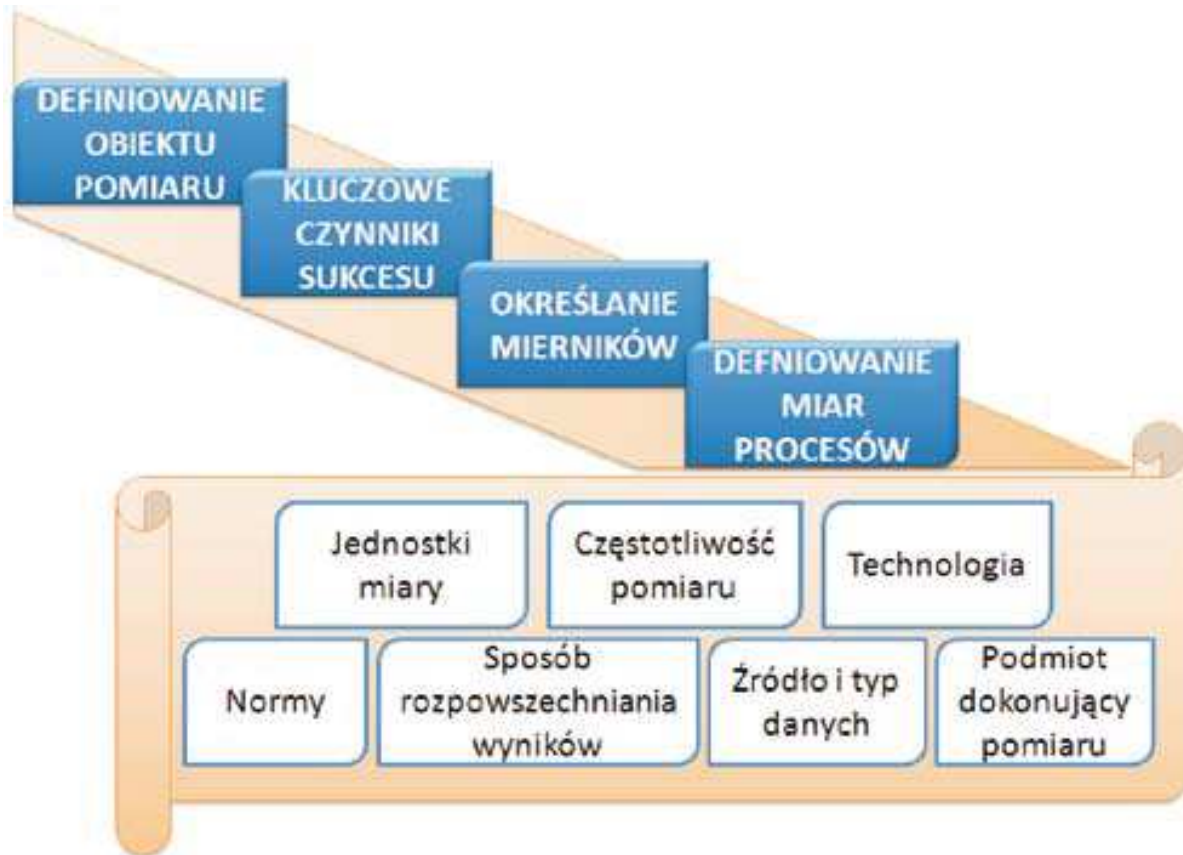 DEFINIOWANIE
OBIEKTU
POMIARU
KLUCZOWE
CZYNNIKI
SUKCESU
OKREŚLANIE
MIERNIKÓW
DEFNIOWANIE
MIAR
PROCESÓW
Jednostki
miary
Częstotliwość
pomiaru
Technologia
Normy
Sposób
rozpowszechniania
wyników
Źródło i typ
danych
Podmiot
dokonujący
pomiaru